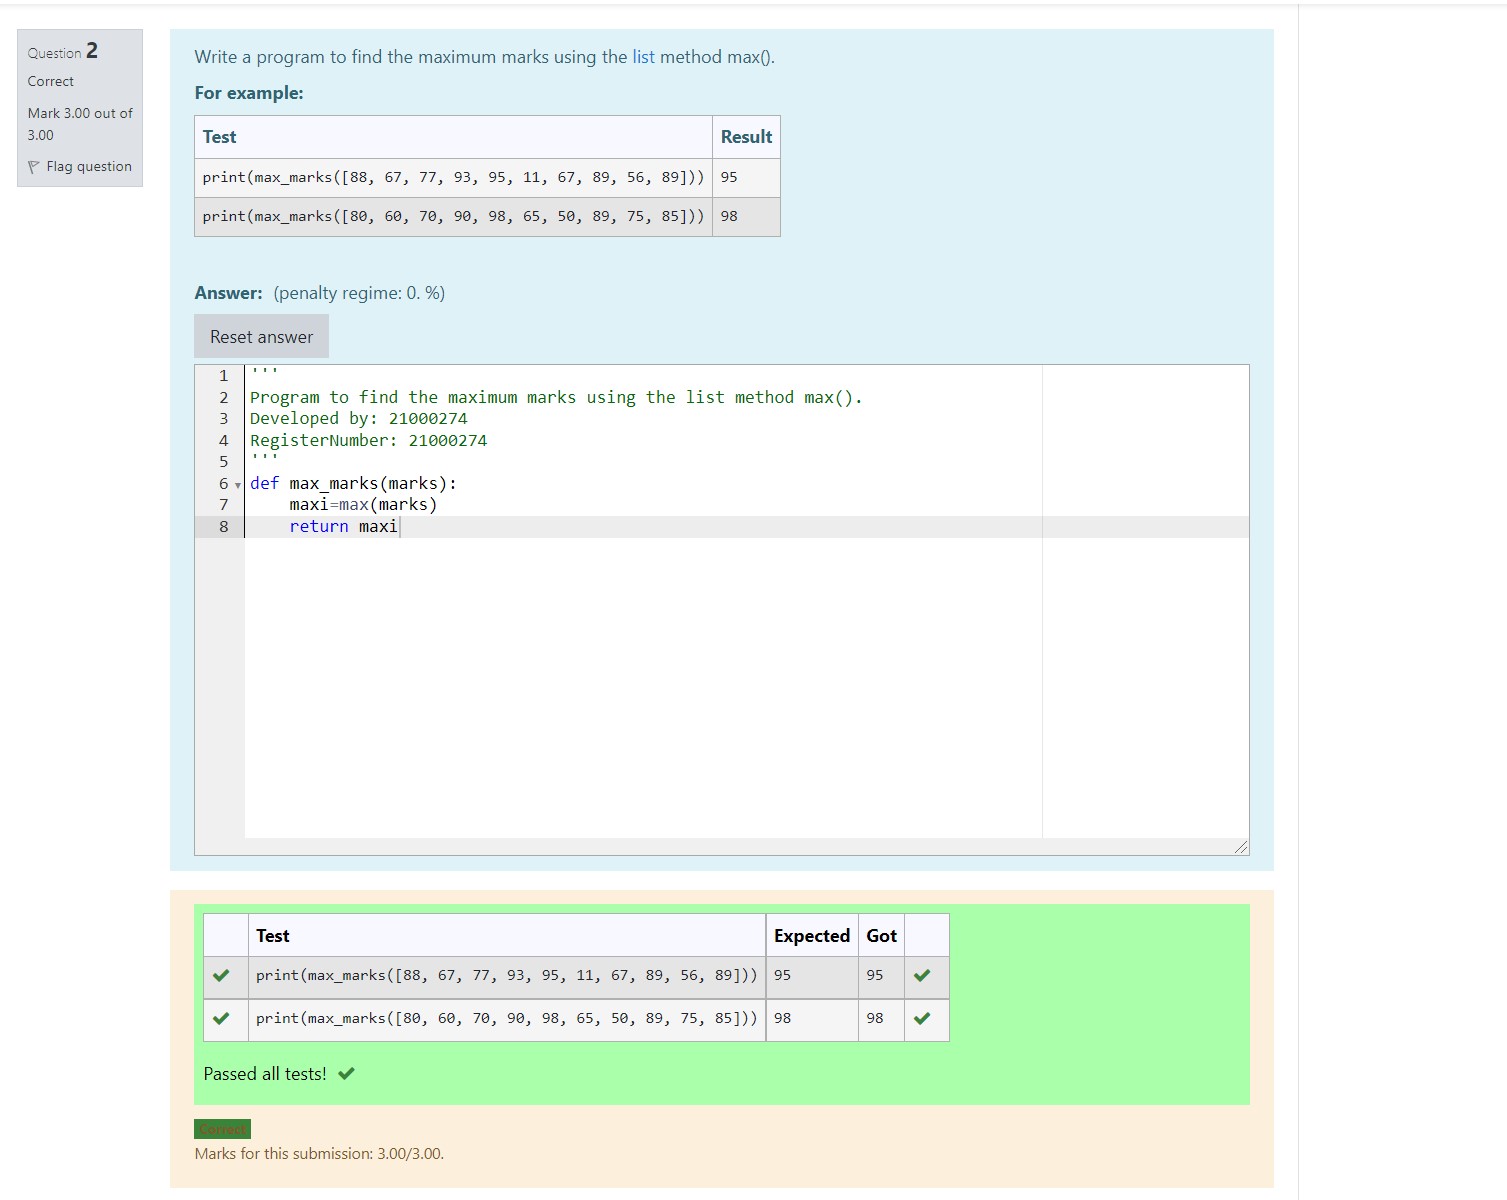 Question 2
Correct
Mark 3.00 out of
3.00
Flag question
Write a program to find the maximum marks using the list method max().
For example:
Test Result
print(max_marks([88, 67, 77, 93, 95, 11, 67, 89, 56, 89])) 95
print(max_marks([80, 60, 70, 90, 98, 65, 50, 89, 75, 85])) 98
Answer: (penalty regime: 0. %)
Reset answer
1 '''
2 Program to find the maximum marks using the list method max().
3 Developed by: 21000274
4 RegisterNumber: 21000274
5 '''
6 def max_marks(marks):
7     maxi=max(marks)
8     return maxi
Test Expected Got
print(max_marks([88, 67, 77, 93, 95, 11, 67, 89, 56, 89])) 95 95
print(max_marks([80, 60, 70, 90, 98, 65, 50, 89, 75, 85])) 98 98
Passed all tests!
Correct
Marks for this submission: 3.00/3.00.